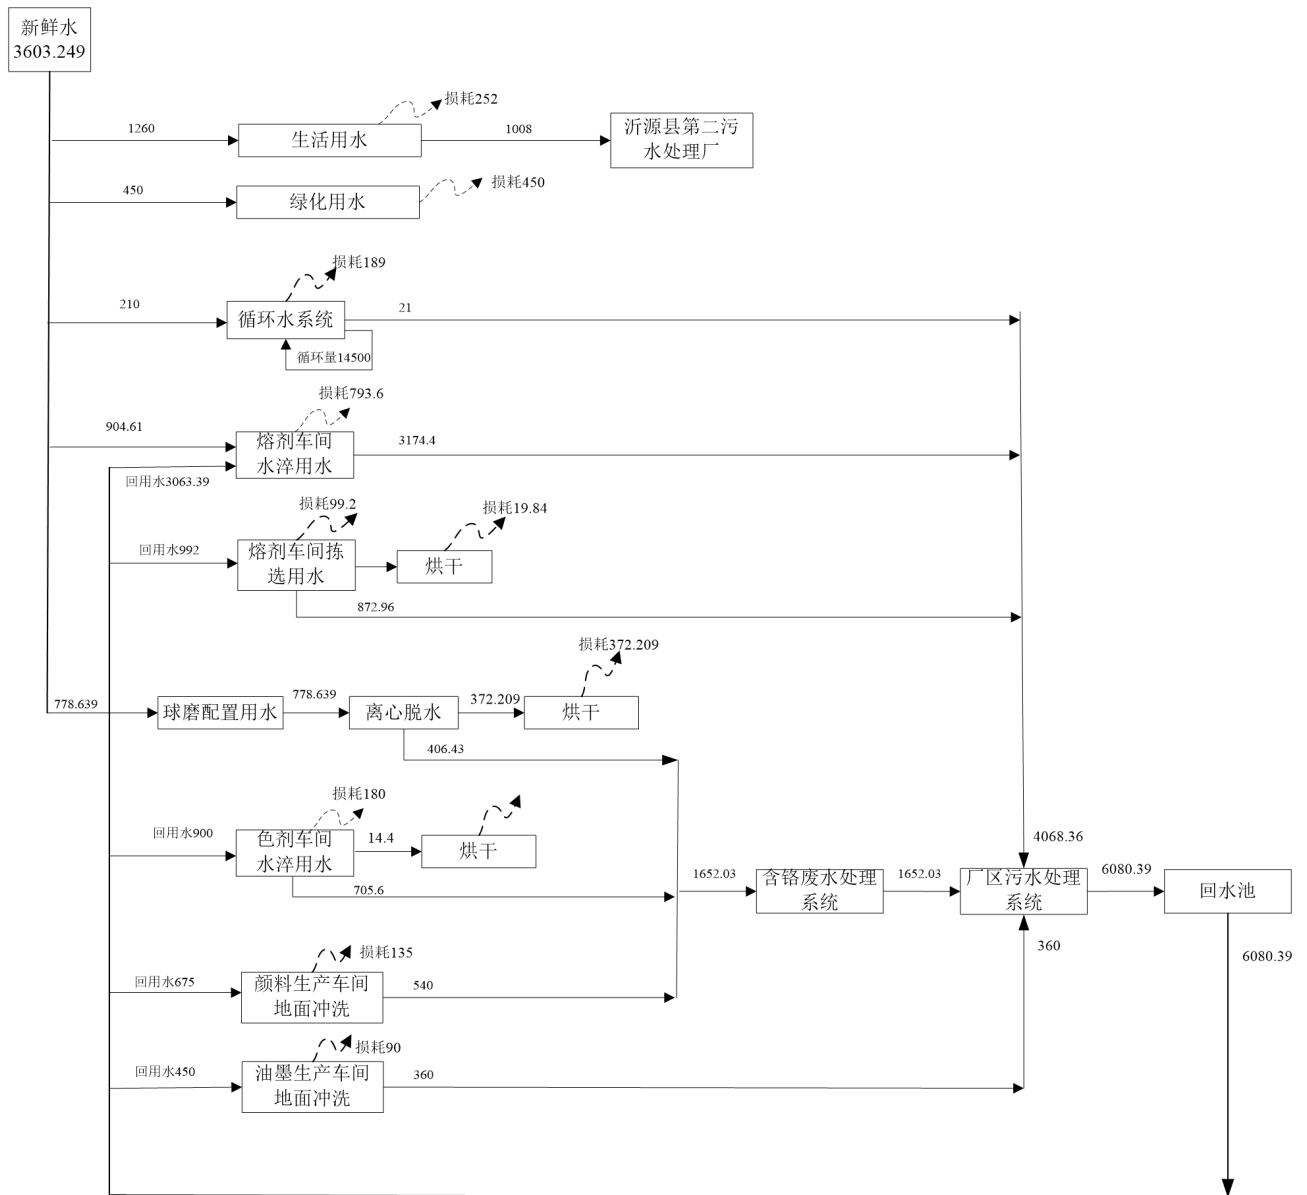 新鲜水
3603.249
损耗252
1260
生活用水
1008
沂源县第二污
水处理厂
450
绿化用水
损耗450
损耗189
210
循环水系统
21
循环量14500
损耗793.6
904.61
熔剂车间
水淬用水
3174.4
回用水3063.39
损耗99.2
损耗19.84
回用水992
熔剂车间拣
选用水
烘干
872.96
损耗372.209
778.639
球磨配置用水
778.639
离心脱水
372.209
烘干
406.43
损耗180
回用水900
色剂车间
水淬用水
14.4
烘干
705.6
4068.36
1652.03
含铬废水处理
系统
1652.03
厂区污水处理
系统
6080.39
回水池
360
6080.39
损耗135
回用水675
颜料生产车间
地面冲洗
540
损耗90
回用水450
油墨生产车间
地面冲洗
360